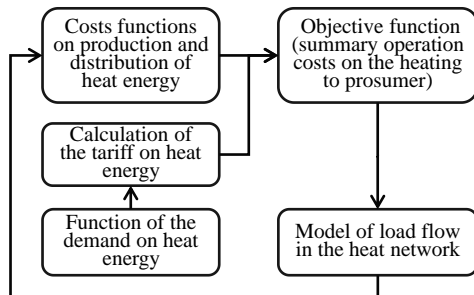 Costs functions
on production and
distribution of
heat energy
Objective function
(summary operation
costs on the heating
to prosumer)
Calculation of
the tariff on heat
energy
Function of the
demand on heat
energy
Model of load flow
in the heat network